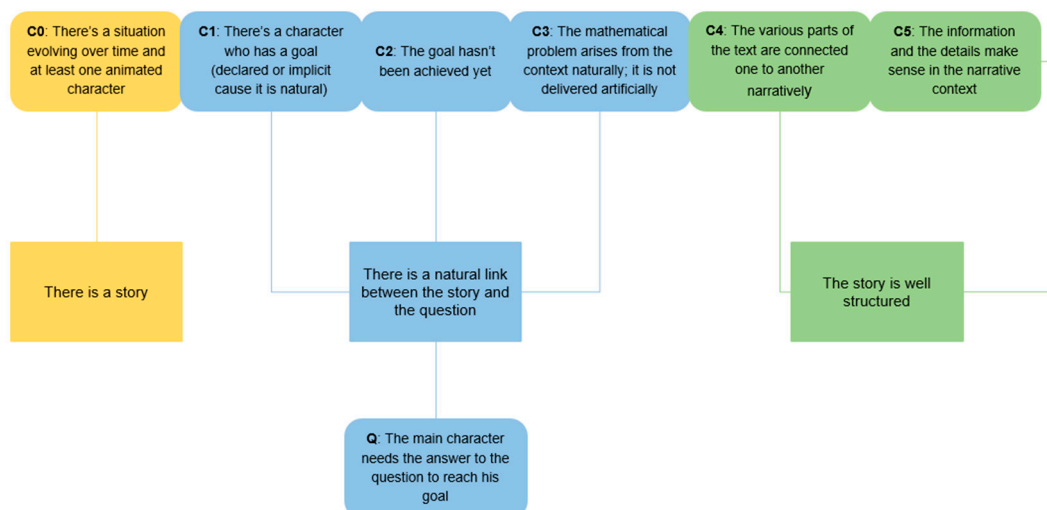 C0: There's a situation
evolving over time and
at least one animated
character
C1: There's a character
who has a goal
(declared or implicit
cause it is natural)
C2: The goal hasn't
been achieved yet
C3: The mathematical
problem arises from the
context naturally; it is not
delivered artificially
C4: The various parts of
the text are connected
one to another
narratively
C5: The information
and the details make
sense in the narrative
context
There is a story
There is a natural link
between the story and
the question
The story is well
structured
Q: The main character
needs the answer to the
question to reach his
goal